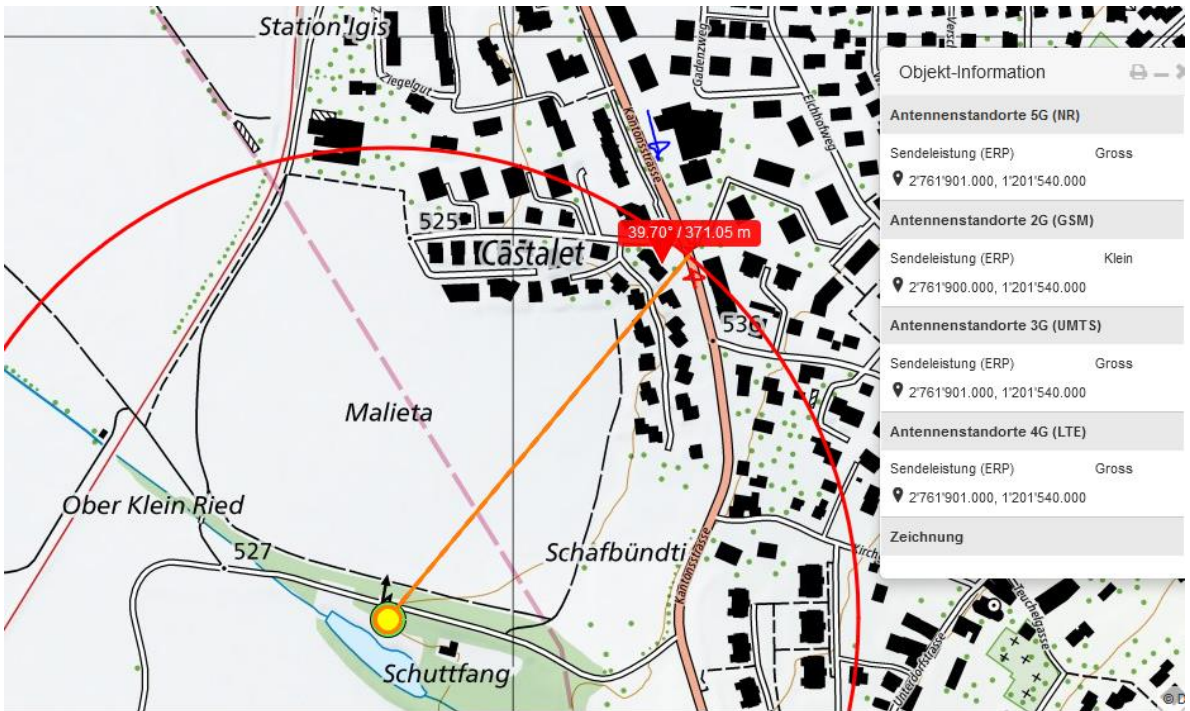 Station Igis
Ziegelgut
Gadenzweg
Versch
Eichhofweg
Kantonsstrasse
525
Castalet
39.70° / 371.05 m
536
Malieta
Ober Klein Ried
527
Schafbündti
Kantonsstrasse
Kirch
Schuttfang
Unterdorfstrasse
Teuchelgasse
Objekt-Information
Antennenstandorte 5G (NR)
Sendeleistung (ERP) Gross
2'761'901.000, 1'201'540.000
Antennenstandorte 2G (GSM)
Sendeleistung (ERP) Klein
2'761'900.000, 1'201'540.000
Antennenstandorte 3G (UMTS)
Sendeleistung (ERP) Gross
2'761'901.000, 1'201'540.000
Antennenstandorte 4G (LTE)
Sendeleistung (ERP) Gross
2'761'901.000, 1'201'540.000
Zeichnung
© D